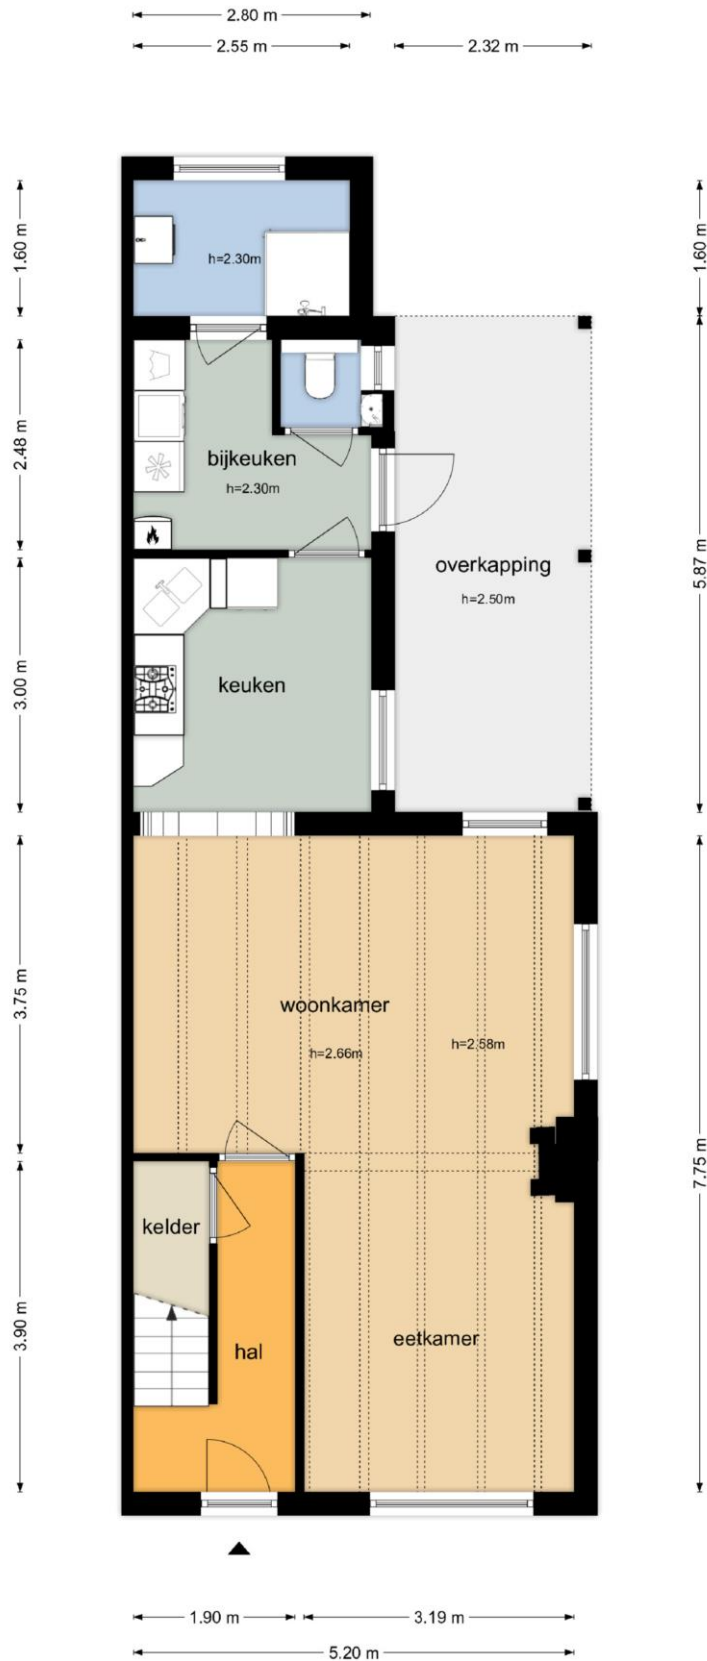 2.80 m
2.55 m
2.32 m
1.60 m
1.60 m
h=2.30m
2.48 m
bijkeuken
h=2.30m
5.87 m
overkapping
h=2.50m
3.00 m
keuken
3.75 m
woonkamer
h=2.66m
h=2.58m
7.75 m
kelder
3.90 m
hal
eetkamer
1.90 m
3.19 m
5.20 m